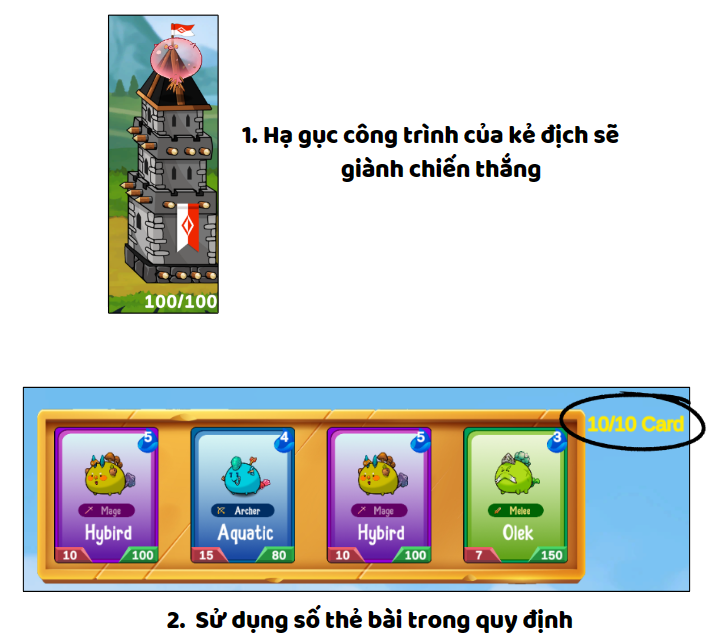 1. Hạ gục công trình của kẻ địch sẽ
giành chiến thắng
100/100
10/10 Card
5
4
5
3
Mage
Archer
Mage
Melee
Hybird
Aquatic
Hybird
Olek
10 100
15 80
10 100
7 150
2. Sử dụng số thẻ bài trong quy định